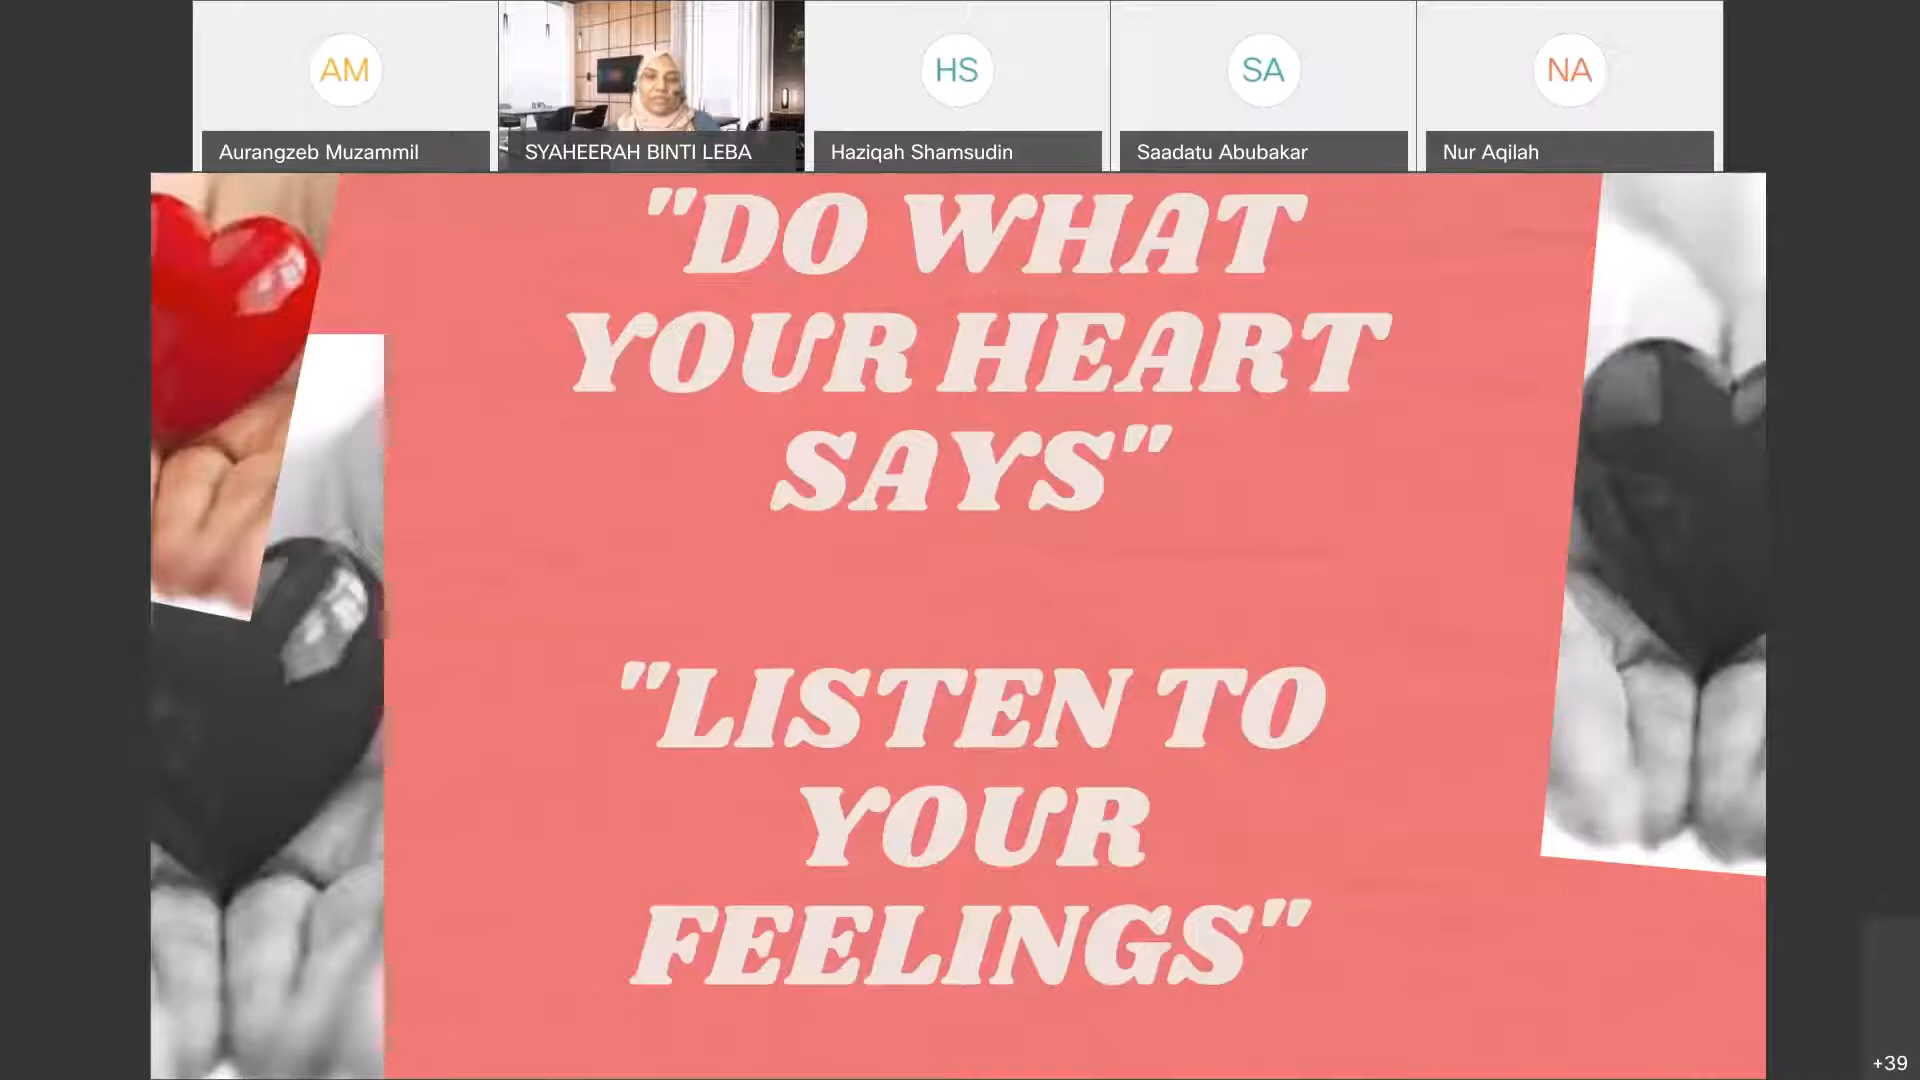 AM
HS
SA
NA
Aurangzeb Muzammil
SYAHEERAH BINTI LEBA
Haziqah Shamsudin
Saadatu Abubakar
Nur Aqilah
"DO WHAT
YOUR HEART
SAYS"
"LISTEN TO
YOUR
FEELINGS"
+39